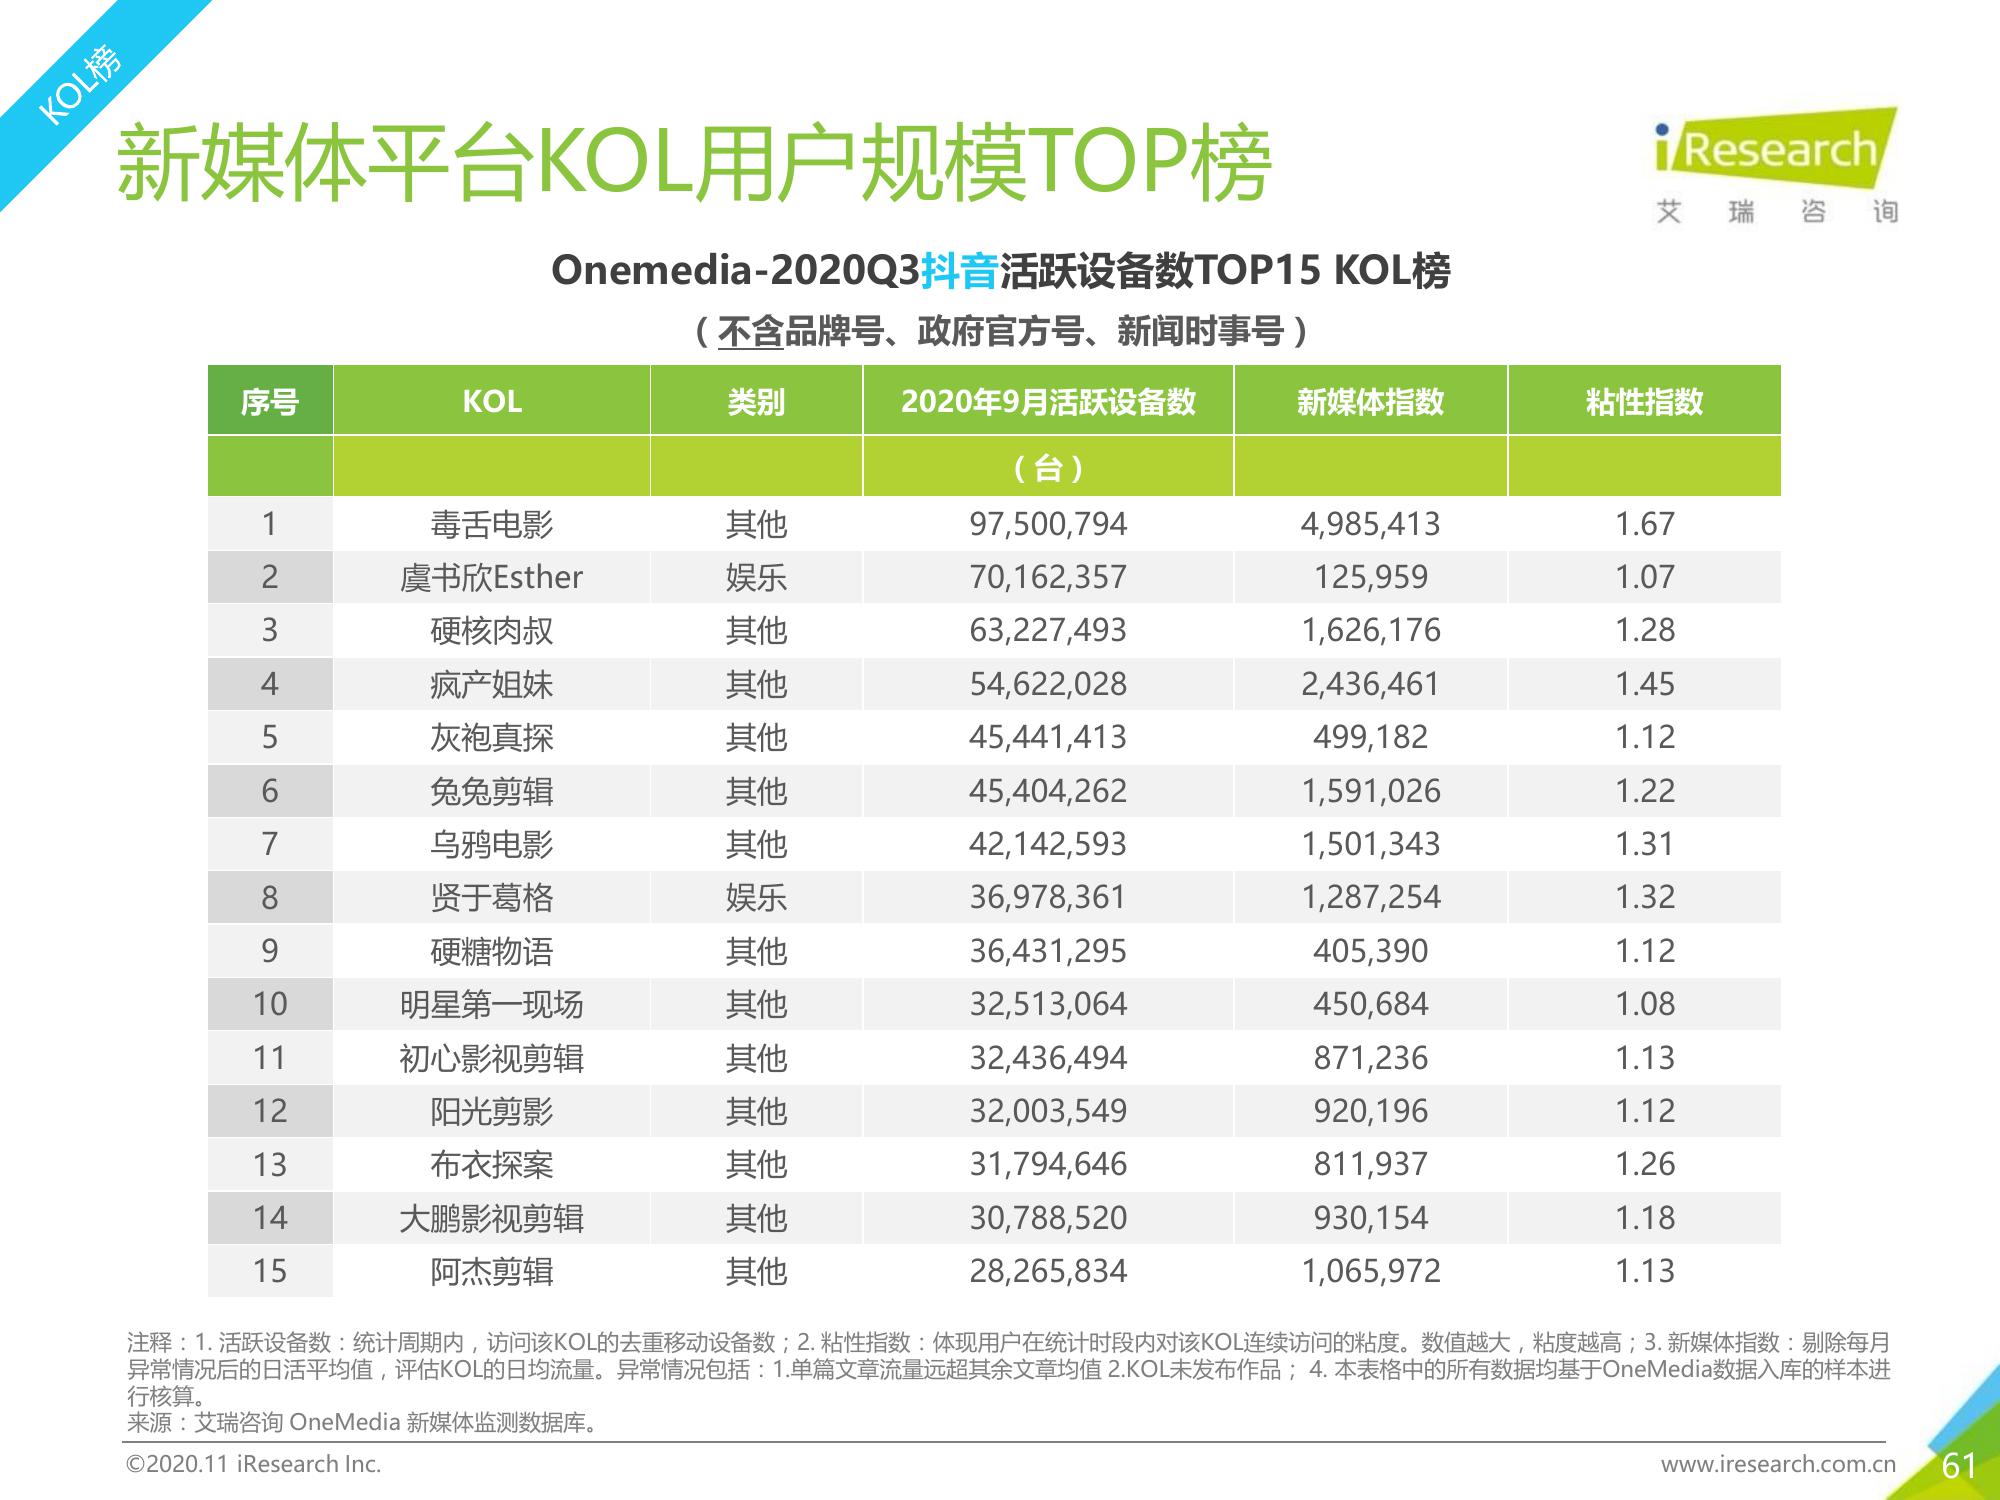 KOL榜
新媒体平台KOL用户规模TOP榜
iResearch
艾瑞咨询
Onemedia-2020Q3抖音活跃设备数TOP15 KOL榜
（不含品牌号、政府官方号、新闻时事号）
序号 KOL 类别 2020年9月活跃设备数 新媒体指数 粘性指数
（台）
1 毒舌电影 其他 97,500,794 4,985,413 1.67
2 虞书欣Esther 娱乐 70,162,357 125,959 1.07
3 硬核肉叔 其他 63,227,493 1,626,176 1.28
4 疯产姐妹 其他 54,622,028 2,436,461 1.45
5 灰袍真探 其他 45,441,413 499,182 1.12
6 兔兔剪辑 其他 45,404,262 1,591,026 1.22
7 乌鸦电影 其他 42,142,593 1,501,343 1.31
8 贤于葛格 娱乐 36,978,361 1,287,254 1.32
9 硬糖物语 其他 36,431,295 405,390 1.12
10 明星第一现场 其他 32,513,064 450,684 1.08
11 初心影视剪辑 其他 32,436,494 871,236 1.13
12 阳光剪影 其他 32,003,549 920,196 1.12
13 布衣探案 其他 31,794,646 811,937 1.26
14 大鹏影视剪辑 其他 30,788,520 930,154 1.18
15 阿杰剪辑 其他 28,265,834 1,065,972 1.13
注释：1. 活跃设备数：统计周期内，访问该KOL的去重移动设备数；2. 粘性指数：体现用户在统计时段内对该KOL连续访问的粘度。数值越大，粘度越高；3. 新媒体指数：剔除每月
异常情况后的日活平均值，评估KOL的日均流量。异常情况包括：1.单篇文章流量远超其余文章均值 2.KOL未发布作品； 4. 本表格中的所有数据均基于OneMedia数据入库的样本进
行核算。
来源：艾瑞咨询 OneMedia 新媒体监测数据库。
©2020.11 iResearch Inc.
www.iresearch.com.cn
61